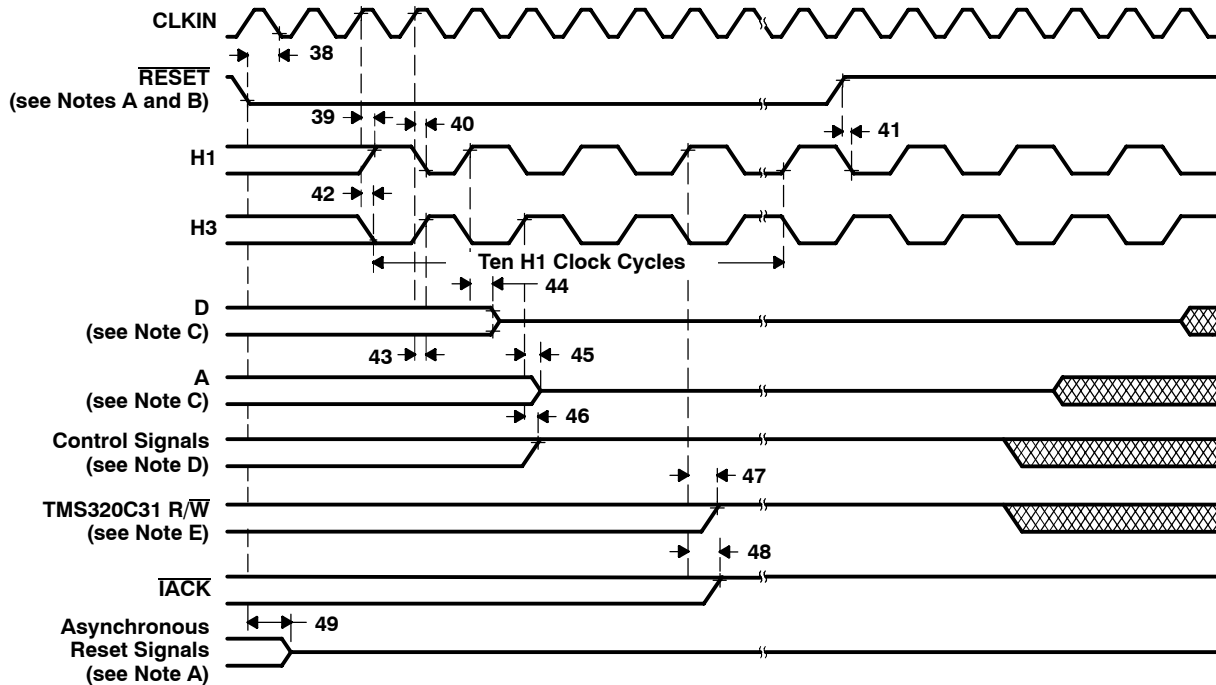 CLKIN
38
RESET
(see Notes A and B)
39
40
41
H1
42
H3
Ten H1 Clock Cycles
44
D
(see Note C)
43
45
A
(see Note C)
46
Control Signals
(see Note D)
47
TMS320C31 R/W
(see Note E)
48
IACK
49
Asynchronous
Reset Signals
(see Note A)